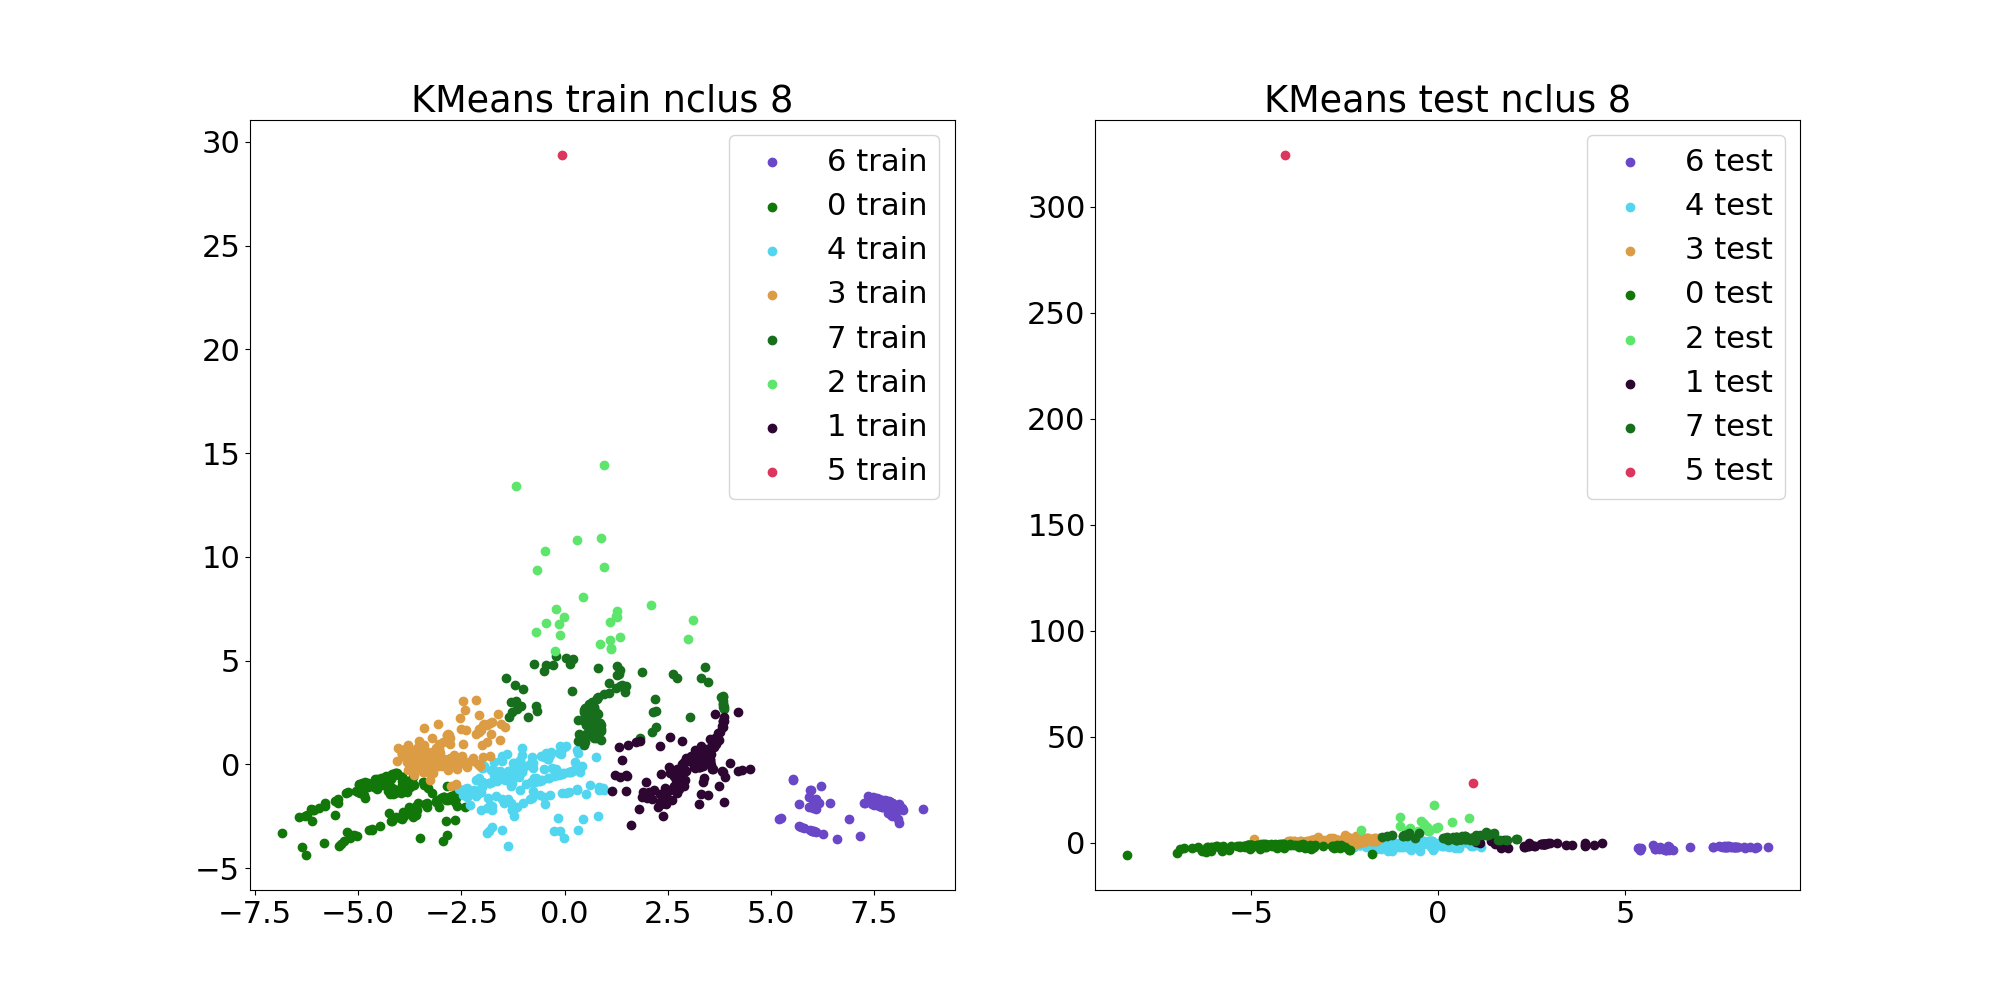 KMeans train nclus 8
30
25
20
15
10
5
0
−5
−7.5 −5.0 −2.5 0.0 2.5 5.0 7.5
6 train
0 train
4 train
3 train
7 train
2 train
1 train
5 train
KMeans test nclus 8
300
250
200
150
100
50
0
−5 0 5
6 test
4 test
3 test
0 test
2 test
1 test
7 test
5 test